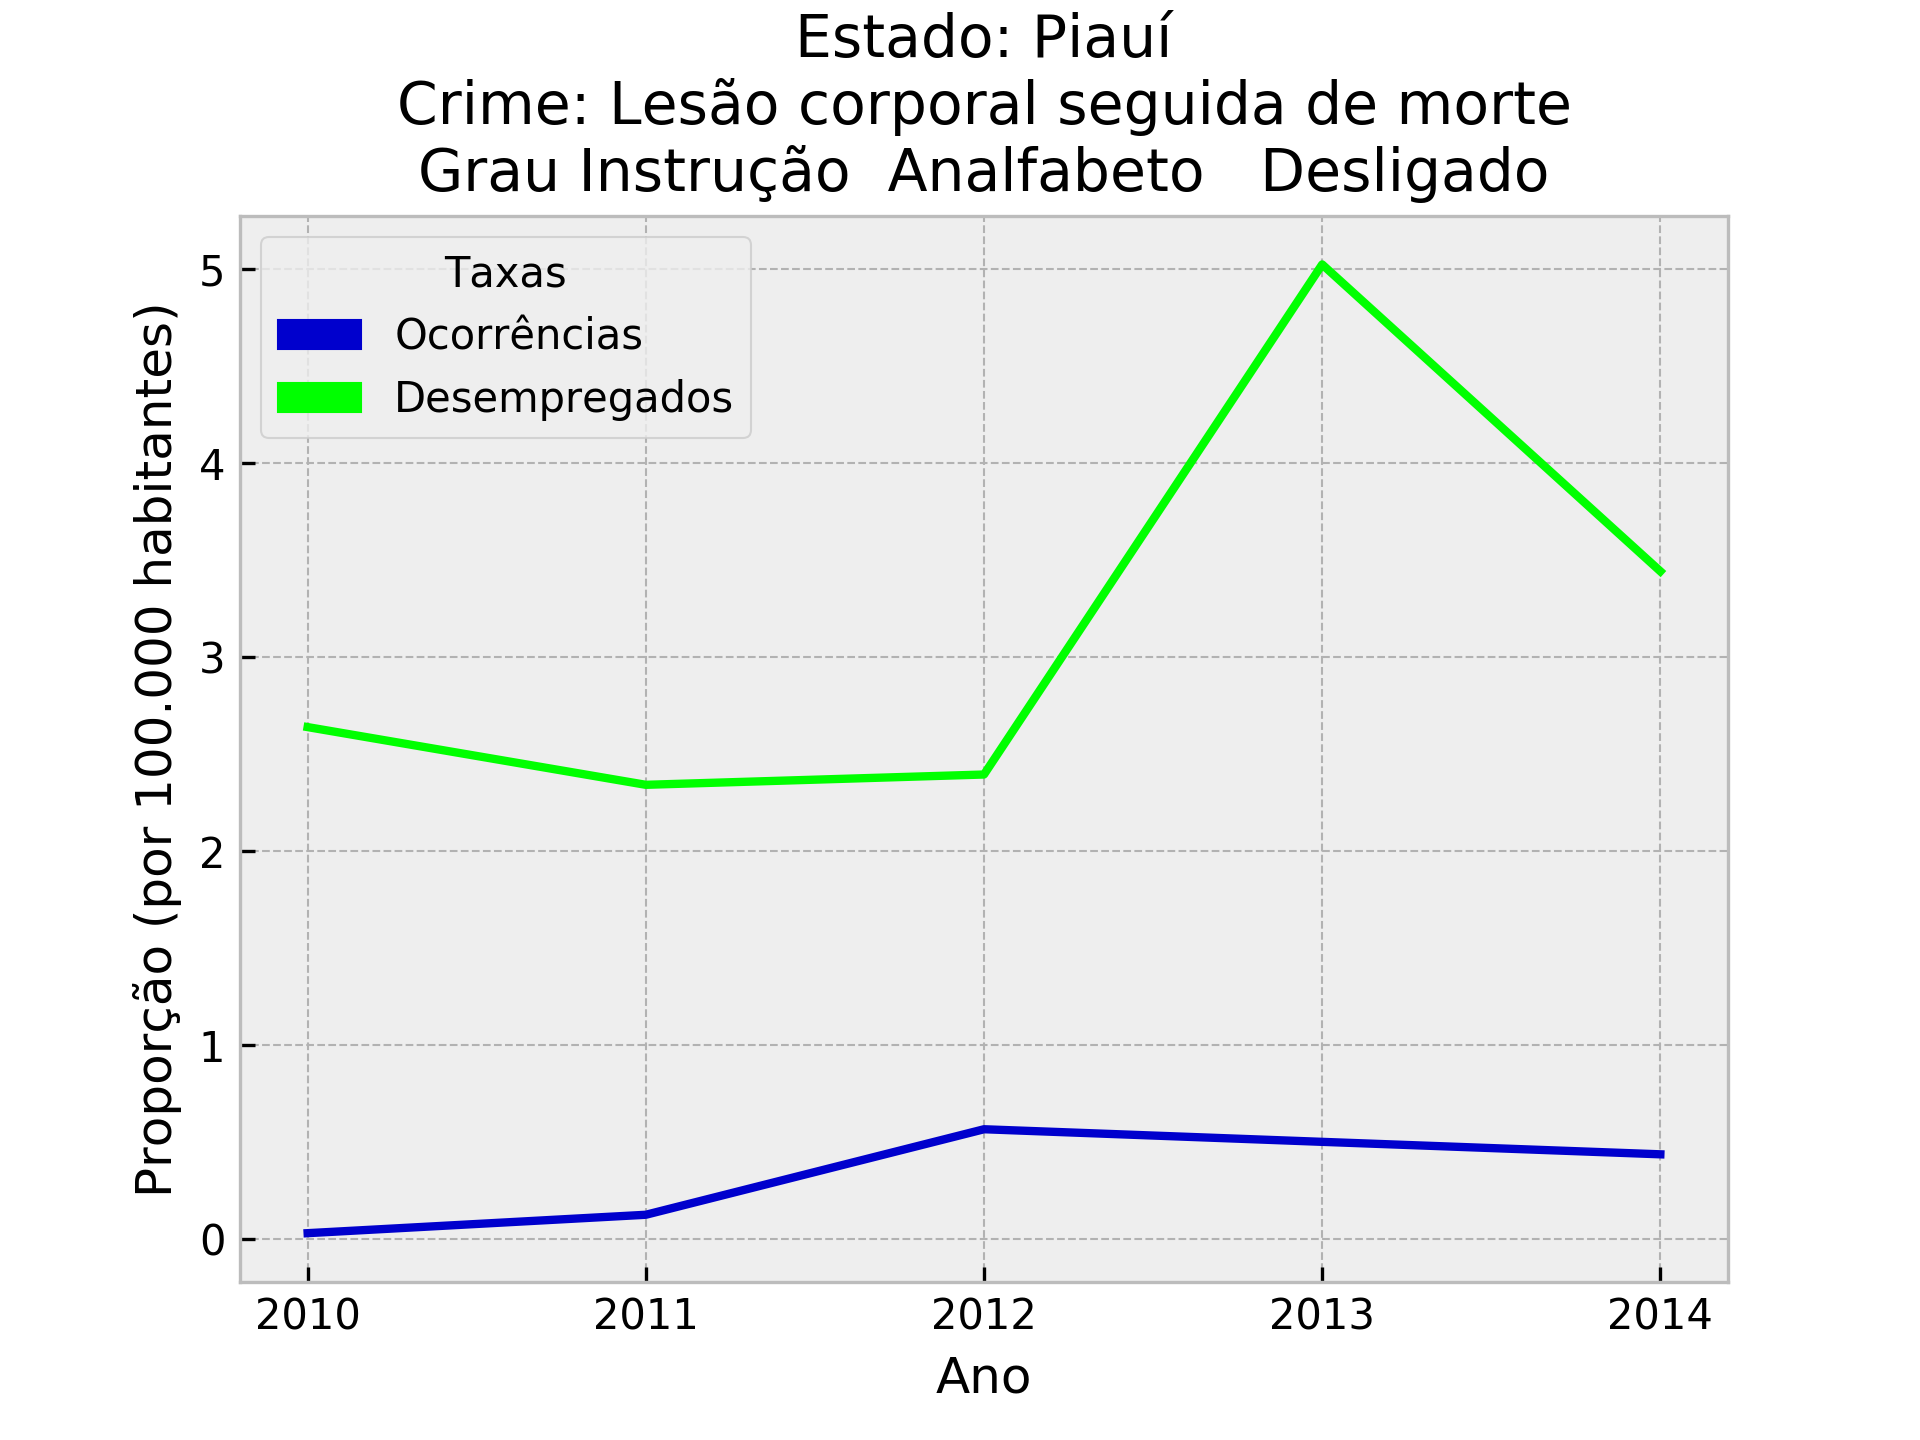 Estado: Piauí
Crime: Lesão corporal seguida de morte
Grau Instrução  Analfabeto   Desligado
Taxas
Ocorrências
Desempregados
Proporção (por 100.000 habitantes)
5
4
3
2
1
0
2010 2011 2012 2013 2014
Ano